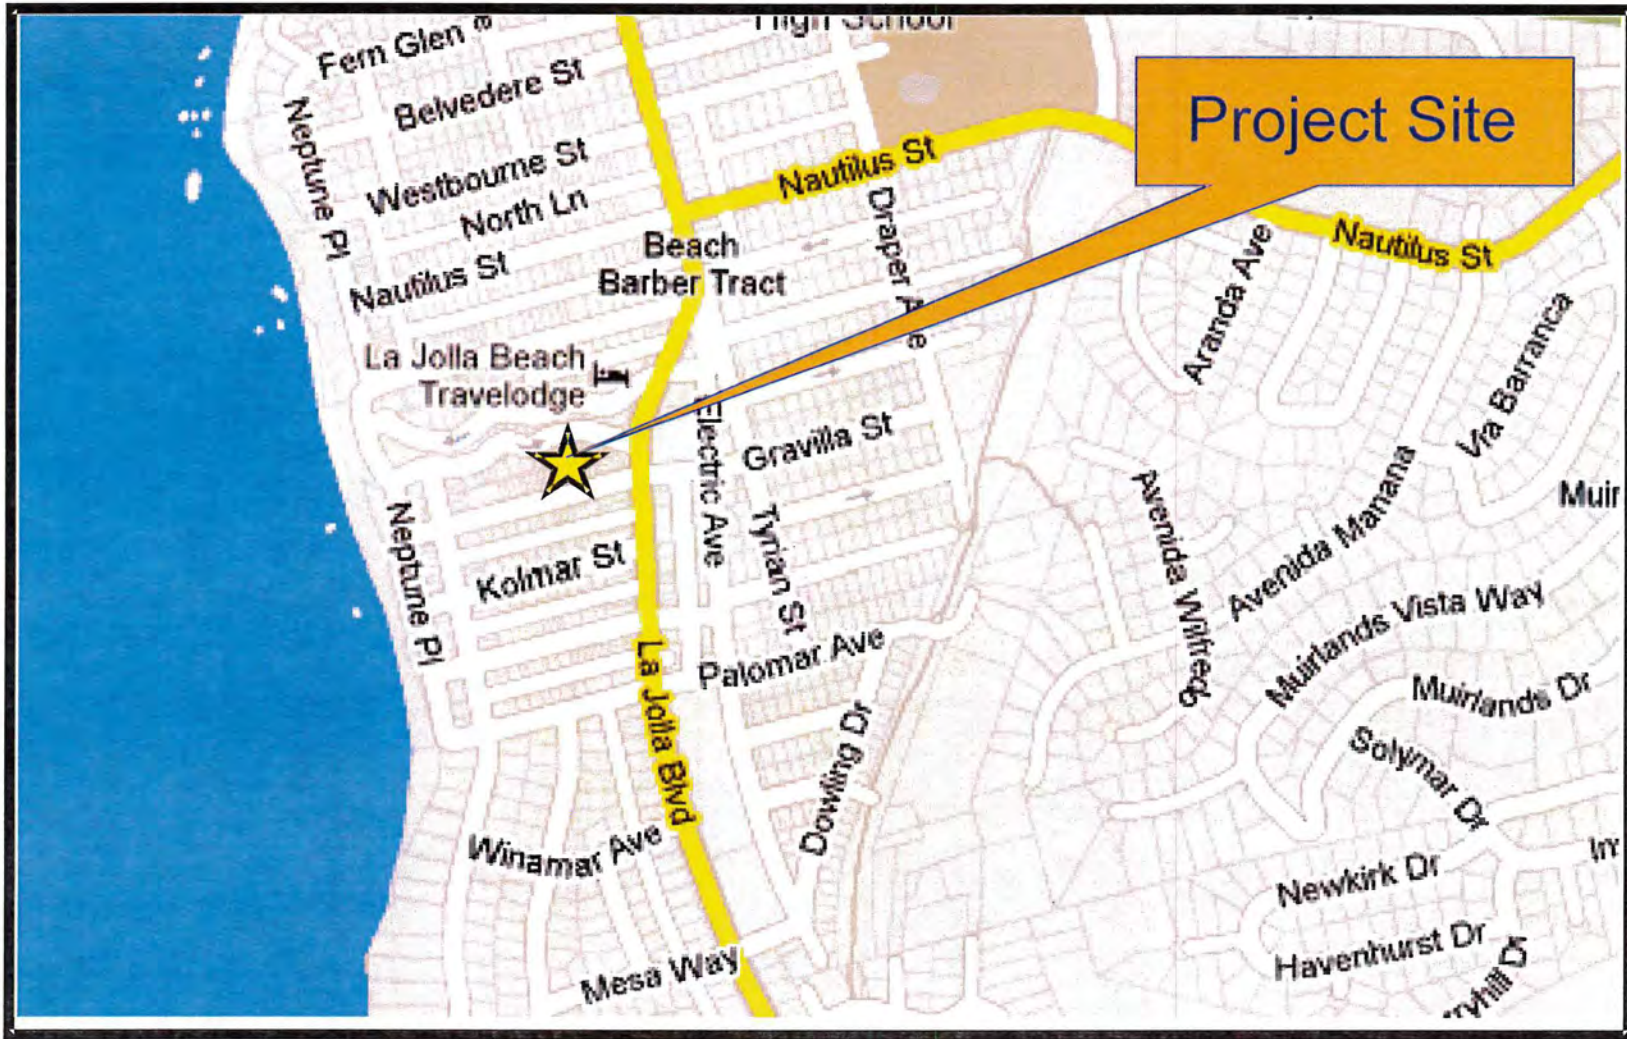 High School
Fern Glen
Belvedere St
Project Site
Neptune Pl
Westbourne St
Nautilus St
North Ln
Draper Ave
Beach
Barber Tract
Nautilus St
Nautilus St
Aranda Ave
Via Barranca
La Jolla Beach
Travelodge
Electric Ave
Gravilla St
Muir
Neptune Pl
Kolmar St
Tyrian St
Avenida Wilfredo
Avenida Manana
Muirlands Vista Way
La Jolla Blvd
Palomar Ave
Muirlands Dr
Dowling Dr
Solymar Dr
Winamar Ave
Newkirk Dr
Havenhurst Dr
Mesa Way